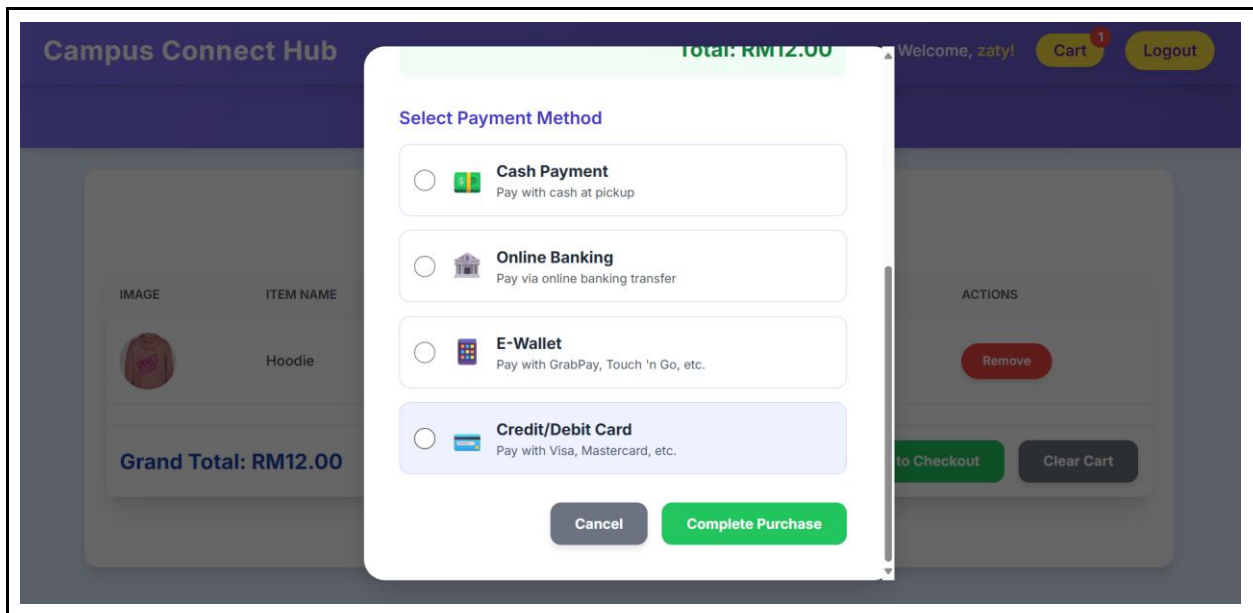 Campus Connect Hub
Welcome, zaty!
Cart
1
Logout
Total: RM12.00
Select Payment Method
Cash Payment
Pay with cash at pickup
Online Banking
Pay via online banking transfer
E-Wallet
Pay with GrabPay, Touch 'n Go, etc.
Credit/Debit Card
Pay with Visa, Mastercard, etc.
Cancel
Complete Purchase
IMAGE
ITEM NAME
ACTIONS
Hoodie
Remove
Grand Total: RM12.00
to Checkout
Clear Cart